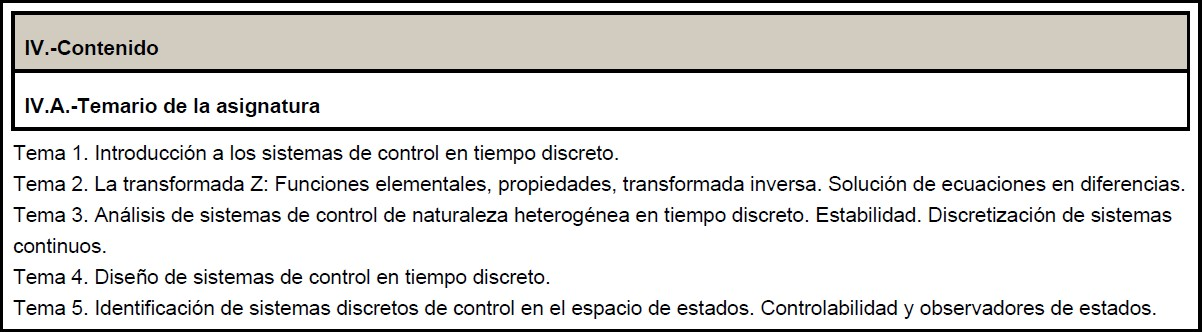 IV.-Contenido
IV.A.-Temario de la asignatura
Tema 1. Introducción a los sistemas de control en tiempo discreto.
Tema 2. La transformada Z: Funciones elementales, propiedades, transformada inversa. Solución de ecuaciones en diferencias.
Tema 3. Análisis de sistemas de control de naturaleza heterogénea en tiempo discreto. Estabilidad. Discretización de sistemas
continuos.
Tema 4. Diseño de sistemas de control en tiempo discreto.
Tema 5. Identificación de sistemas discretos de control en el espacio de estados. Controlabilidad y observadores de estados.